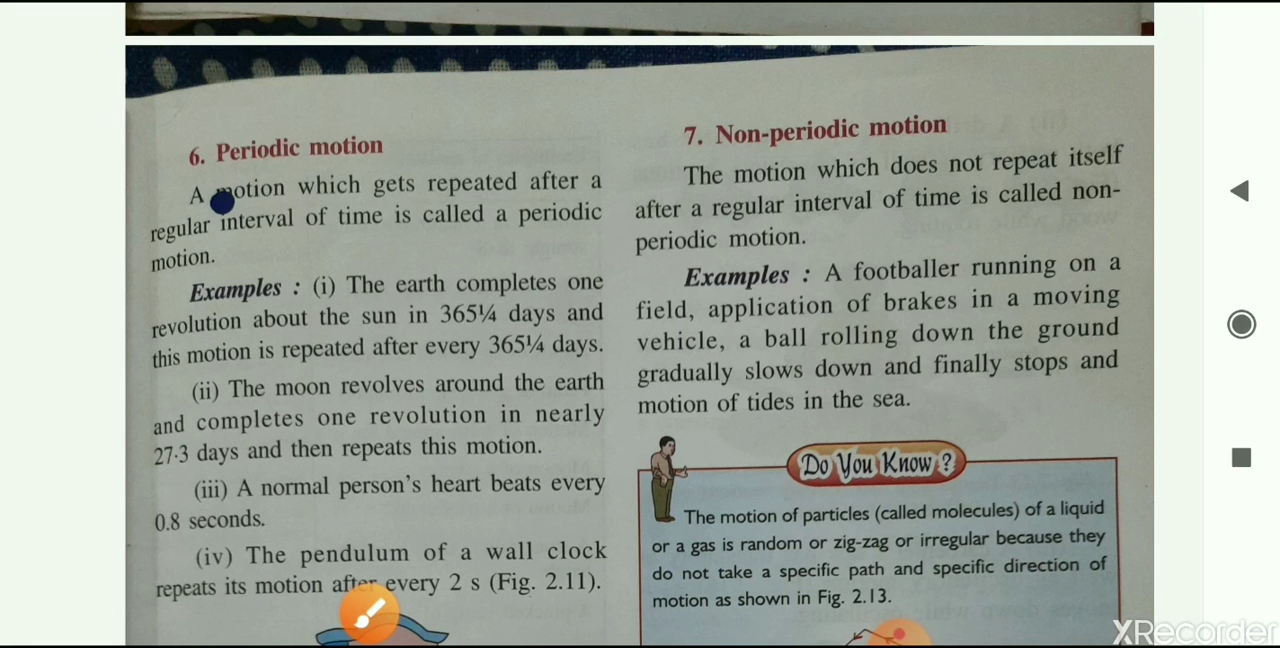 6. Periodic motion
A motion which gets repeated after a
regular interval of time is called a periodic
motion.
Examples : (i) The earth completes one
revolution about the sun in 365¼ days and
this motion is repeated after every 365¼ days.
(ii) The moon revolves around the earth
and completes one revolution in nearly
27·3 days and then repeats this motion.
(iii) A normal person's heart beats every
0.8 seconds.
(iv) The pendulum of a wall clock
repeats its motion after every 2 s (Fig. 2.11).
7. Non-periodic motion
The motion which does not repeat itself
after a regular interval of time is called non-
periodic motion.
Examples : A footballer running on a
field, application of brakes in a moving
vehicle, a ball rolling down the ground
gradually slows down and finally stops and
motion of tides in the sea.
Do You Know ?
The motion of particles (called molecules) of a liquid
or a gas is random or zig-zag or irregular because they
do not take a specific path and specific direction of
motion as shown in Fig. 2.13.
XRecorder